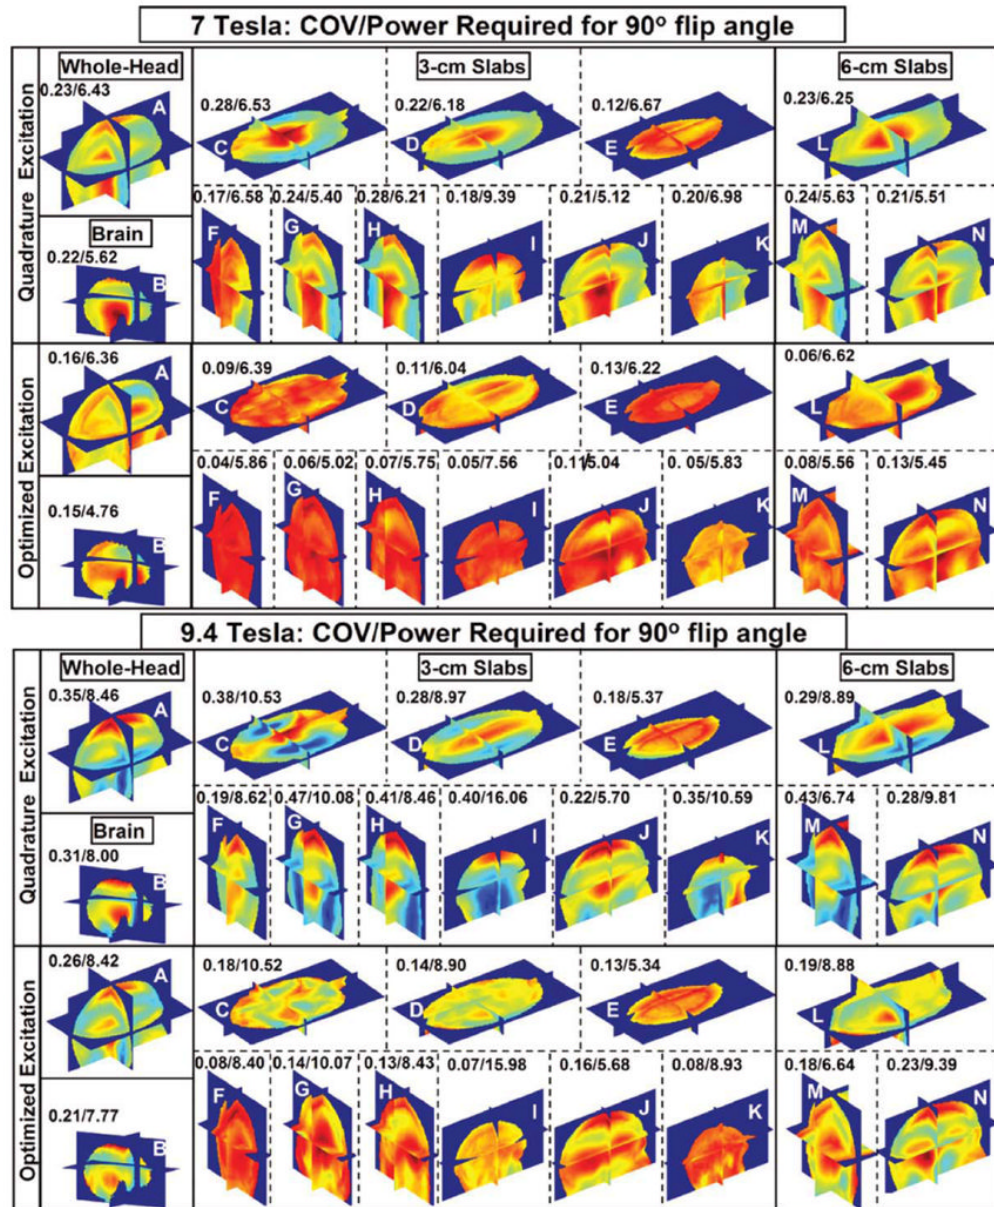 7 Tesla: COV/Power Required for 90° flip angle
Quadrature Excitation
Whole-Head
3-cm Slabs
6-cm Slabs
0.23/6.43
A
0.28/6.53
C
0.22/6.18
D
0.12/6.67
E
0.23/6.25
L
Brain
0.22/5.62
B
0.17/6.58
F
0.24/5.40
G
0.28/6.21
H
0.18/9.39
I
0.21/5.12
J
0.20/6.98
K
0.24/5.63
M
0.21/5.51
N
Optimized Excitation
0.16/6.36
A
0.09/6.39
C
0.11/6.04
D
0.13/6.22
E
0.06/6.62
L
0.15/4.76
B
0.04/5.86
F
0.06/5.02
G
0.07/5.75
H
0.05/7.56
I
0.11/5.04
J
0. 05/5.83
K
0.08/5.56
M
0.13/5.45
N
9.4 Tesla: COV/Power Required for 90° flip angle
Quadrature Excitation
Whole-Head
3-cm Slabs
6-cm Slabs
0.35/8.46
A
0.38/10.53
C
0.28/8.97
D
0.18/5.37
E
0.29/8.89
L
Brain
0.31/8.00
B
0.19/8.62
F
0.47/10.08
G
0.41/8.46
H
0.40/16.06
I
0.22/5.70
J
0.35/10.59
K
0.43/6.74
M
0.28/9.81
N
Optimized Excitation
0.26/8.42
A
0.18/10.52
C
0.14/8.90
D
0.13/5.34
E
0.19/8.88
L
0.21/7.77
B
0.08/8.40
F
0.14/10.07
G
0.13/8.43
H
0.07/15.98
I
0.16/5.68
J
0.08/8.93
K
0.18/6.64
M
0.23/9.39
N